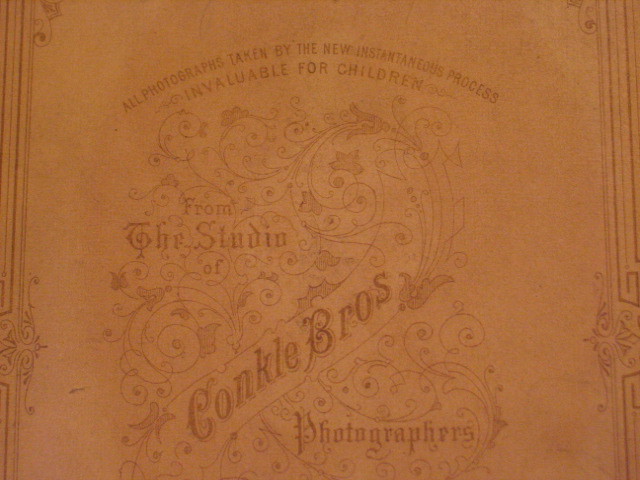 ALL PHOTOGRAPHS TAKEN BY THE NEW INSTANTANEOUS PROCESS
INVALUABLE FOR CHILDREN
From
The Studio
of
Conkle Bros
Photographers